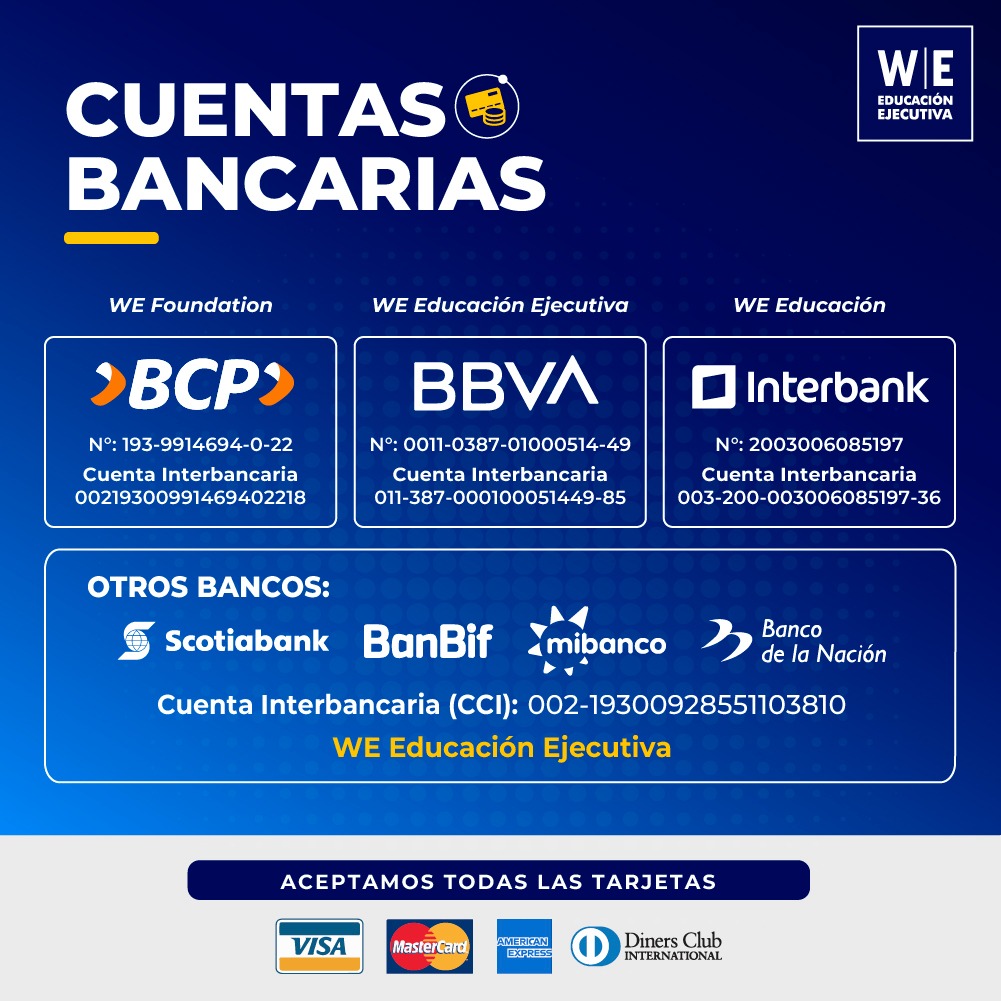 W|E
EDUCACIÓN
EJECUTIVA
CUENTAS
BANCARIAS
WE Foundation
BCP
N°: 193-9914694-0-22
Cuenta Interbancaria
00219300991469402218
WE Educación Ejecutiva
BBVA
N°: 0011-0387-01000514-49
Cuenta Interbancaria
011-387-000100051449-85
WE Educación
Interbank
N°: 2003006085197
Cuenta Interbancaria
003-200-003006085197-36
OTROS BANCOS:
Scotiabank
BanBif
mibanco
Banco
de la Nación
Cuenta Interbancaria (CCI): 002-19300928551103810
WE Educación Ejecutiva
ACEPTAMOS TODAS LAS TARJETAS
VISA
MasterCard
AMERICAN
EXPRESS
Diners Club
INTERNATIONAL